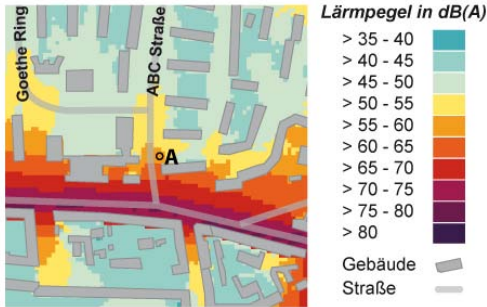 Goethe Ring
ABC Straße
A
Lärmpegel in dB(A)
> 35 - 40
> 40 - 45
> 45 - 50
> 50 - 55
> 55 - 60
> 60 - 65
> 65 - 70
> 70 - 75
> 75 - 80
> 80
Gebäude
Straße